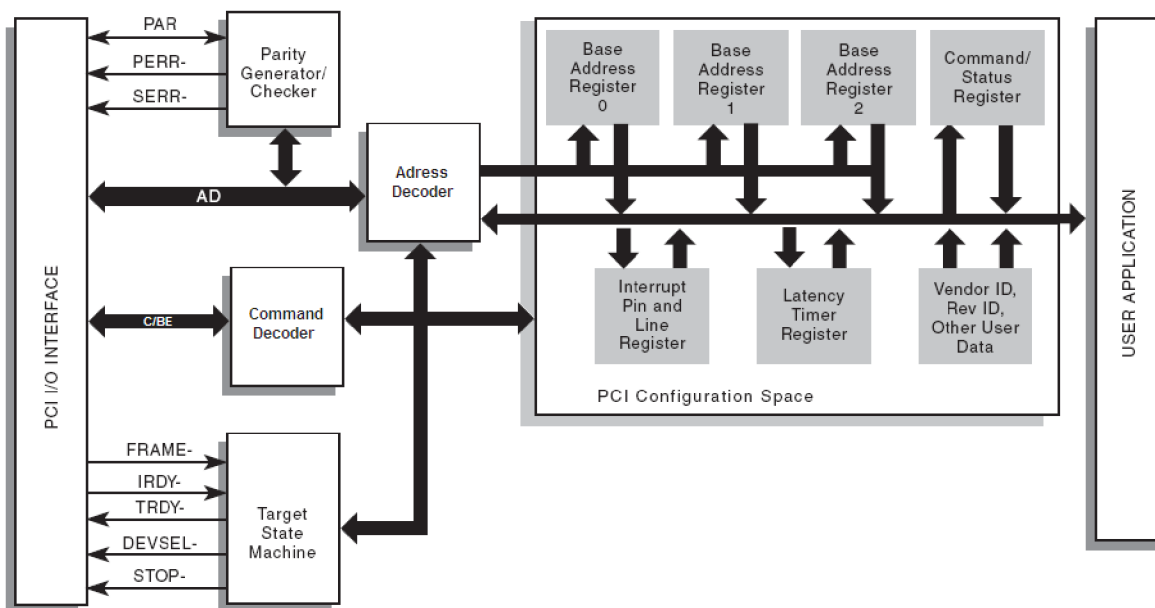 PCI I/O INTERFACE
PAR
PERR-
SERR-
Parity
Generator/
Checker
AD
Adress
Decoder
C/BE
Command
Decoder
FRAME-
IRDY-
TRDY-
DEVSEL-
STOP-
Target
State
Machine
Base
Address
Register
0
Base
Address
Register
1
Base
Address
Register
2
Command/
Status
Register
Interrupt
Pin and
Line
Register
Latency
Timer
Register
Vendor ID,
Rev ID,
Other User
Data
PCI Configuration Space
USER APPLICATION